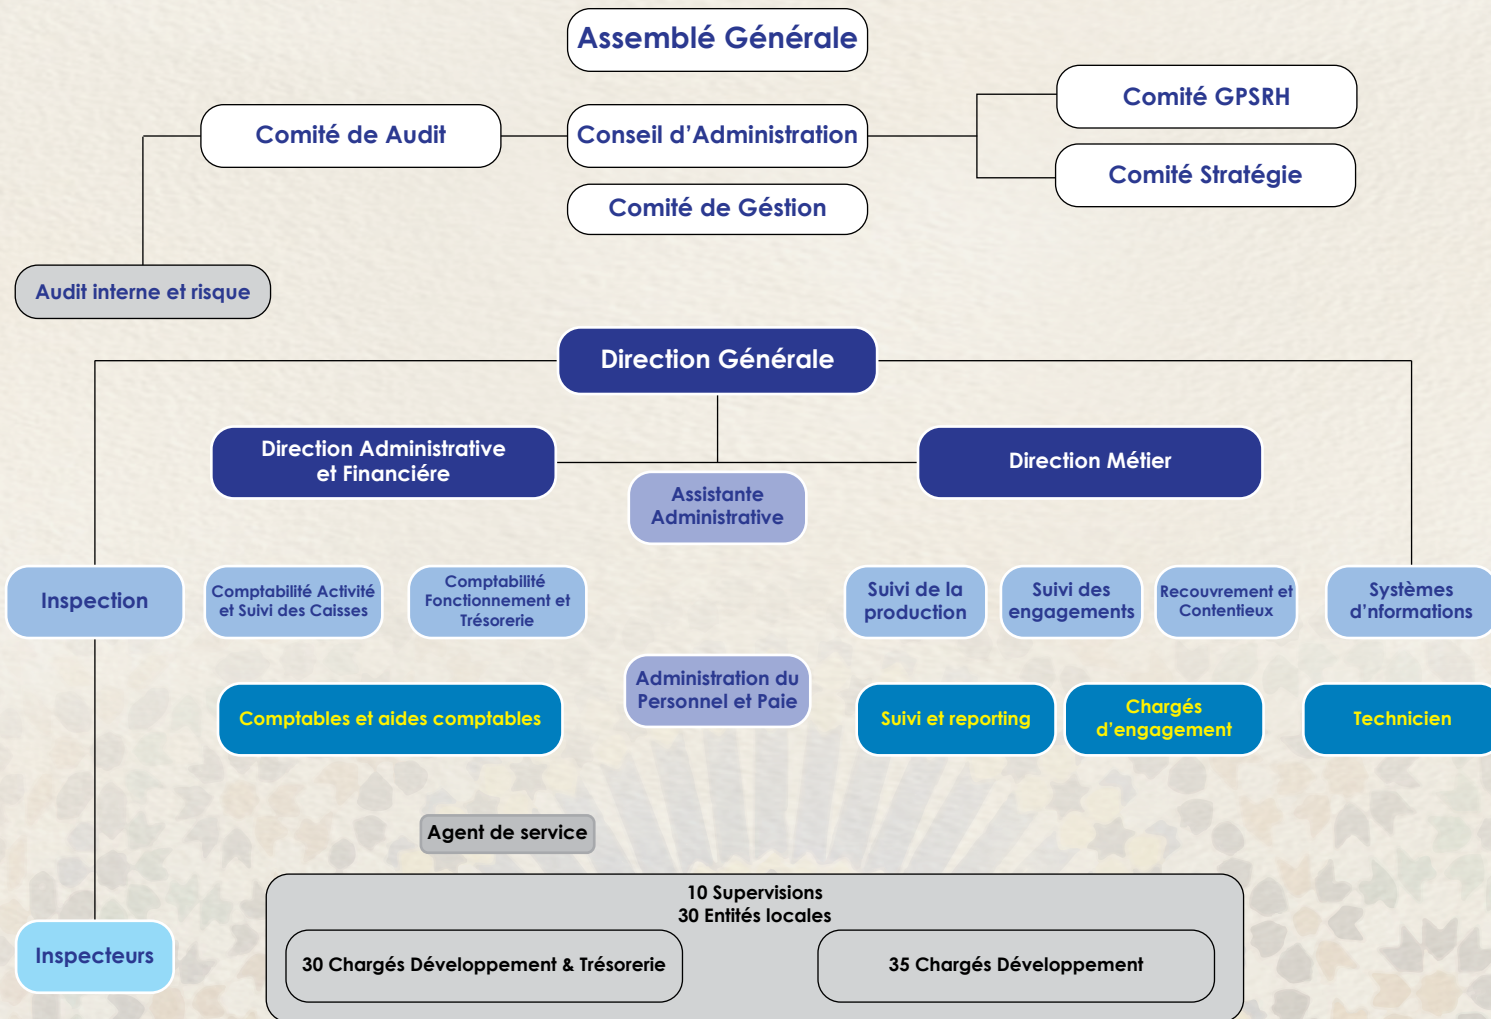 Assemblé Générale
Comité GPSRH
Comité de Audit
Conseil d'Administration
Comité Stratégie
Comité de Géstion
Audit interne et risque
Direction Générale
Direction Administrative
et Financiére
Direction Métier
Assistante
Administrative
Inspection
Comptabilité Activité
et Suivi des Caisses
Comptabilité
Fonctionnement et
Trésorerie
Suivi de la
production
Suivi des
engagements
Recouvrement et
Contentieux
Systèmes
d'nformations
Administration du
Personnel et Paie
Comptables et aides comptables
Suivi et reporting
Chargés
d'engagement
Technicien
Agent de service
10 Supervisions
30 Entités locales
Inspecteurs
30 Chargés Développement & Trésorerie
35 Chargés Développement